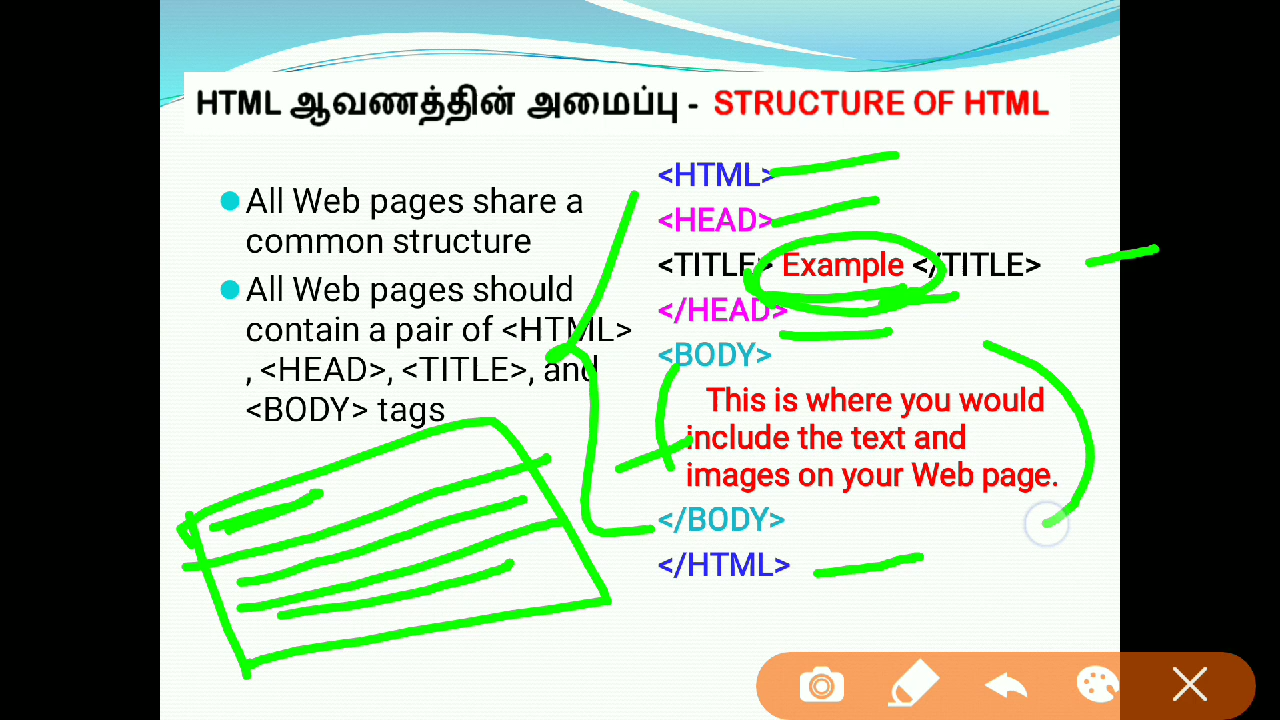 HTML ஆவணத்தின் அமைப்பு - STRUCTURE OF HTML
All Web pages share a
common structure
All Web pages should
contain a pair of <HTML>
, <HEAD>, <TITLE>, and
<BODY> tags
<HTML>
<HEAD>
<TITLE> Example </TITLE>
</HEAD>
<BODY>
This is where you would
include the text and
images on your Web page.
</BODY>
</HTML>